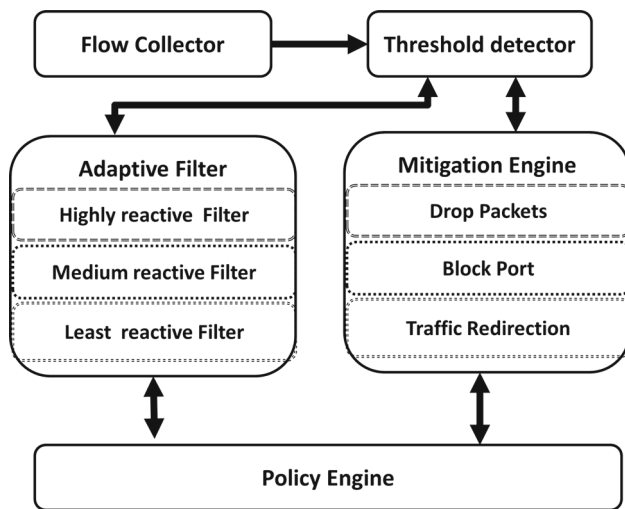 Flow Collector
Threshold detector
Adaptive Filter
Highly reactive Filter
Medium reactive Filter
Least reactive Filter
Mitigation Engine
Drop Packets
Block Port
Traffic Redirection
Policy Engine